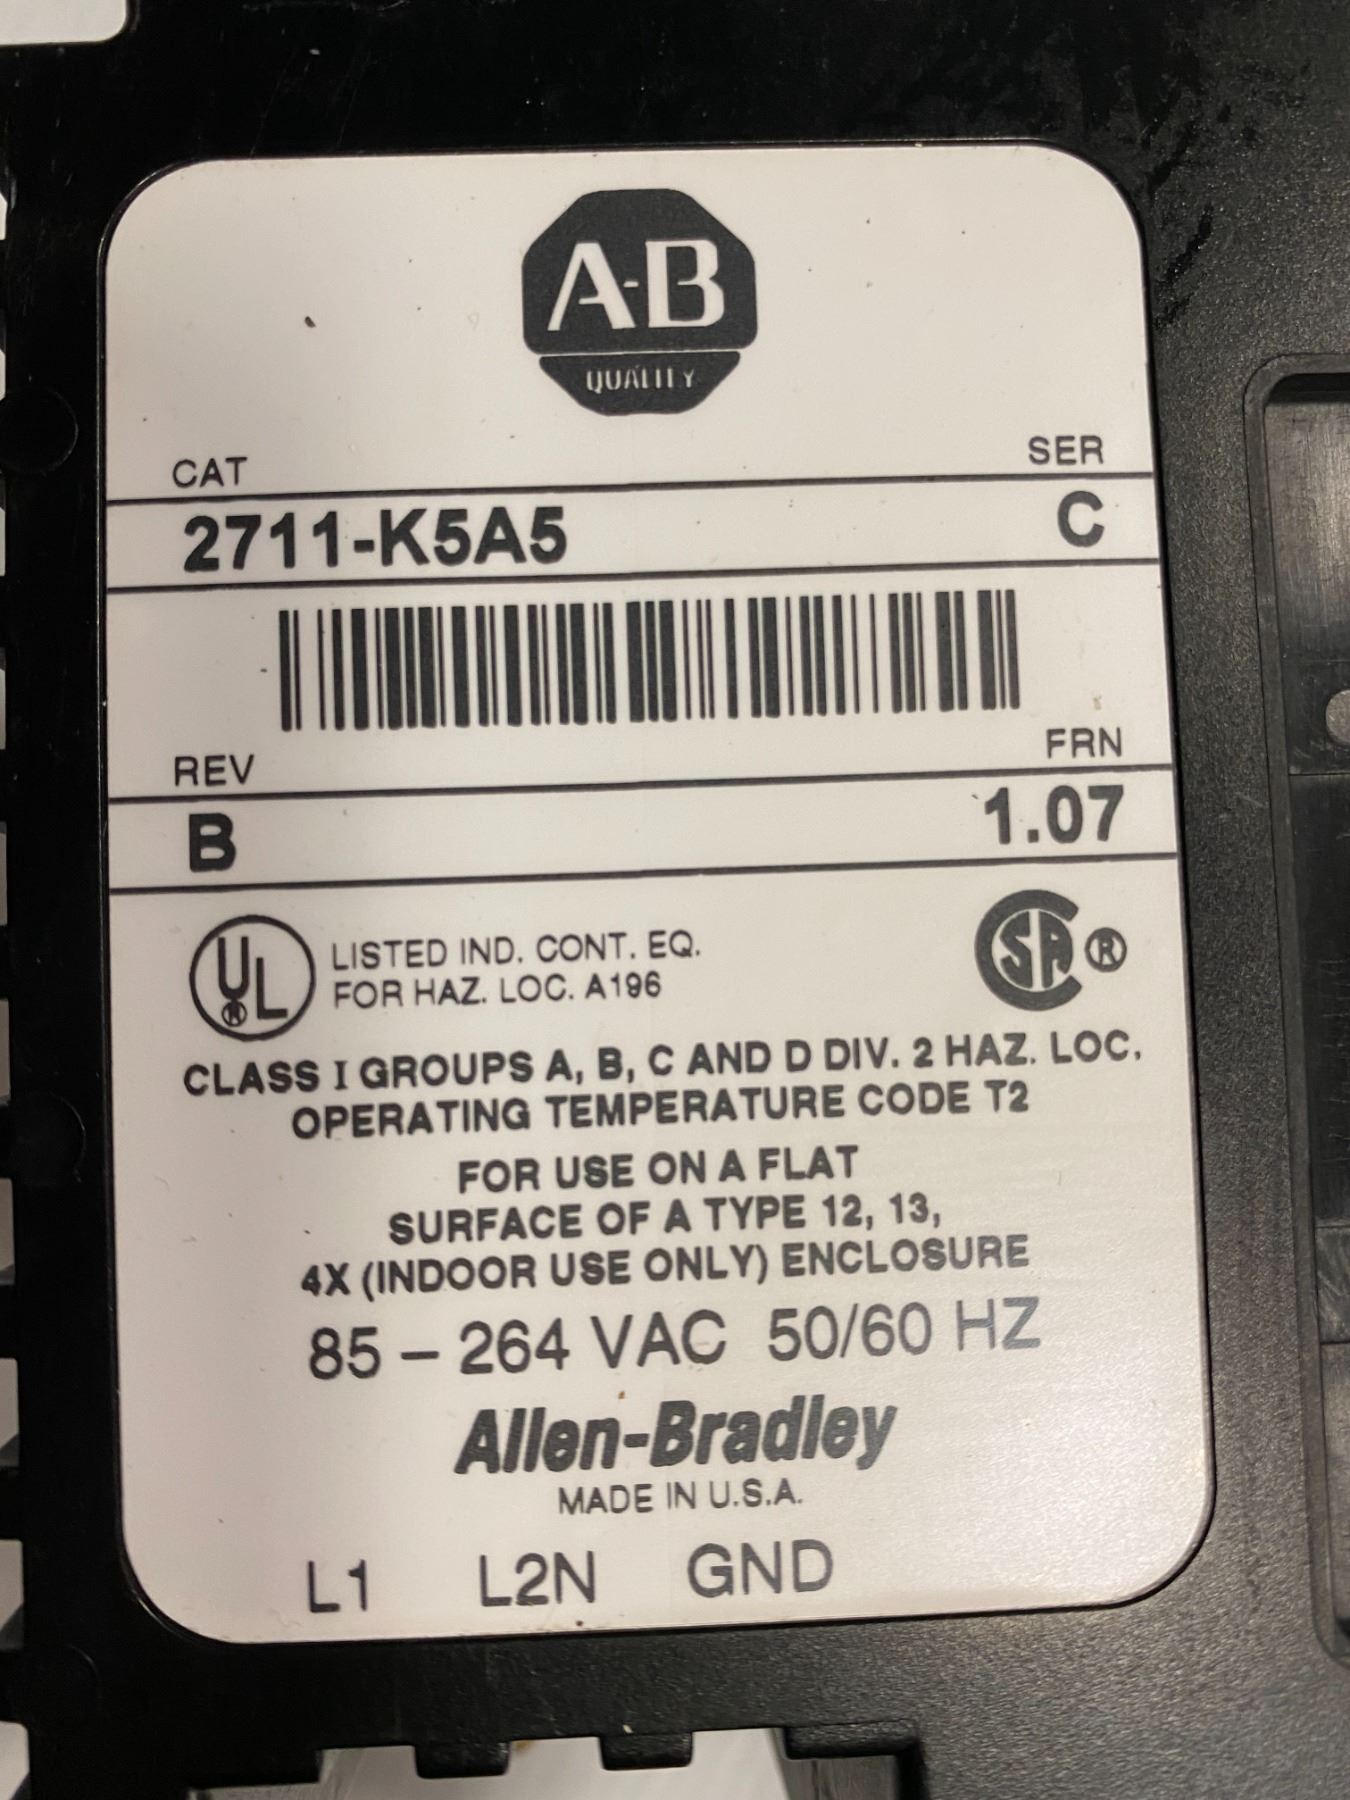 A-B
QUALITY
CAT SER
2711-K5A5 C
REV FRN
B 1.07
UL ® LISTED IND. CONT. EQ.
FOR HAZ. LOC. A196
SA ®
CLASS I GROUPS A, B, C AND D DIV. 2 HAZ. LOC.
OPERATING TEMPERATURE CODE T2
FOR USE ON A FLAT
SURFACE OF A TYPE 12, 13,
4X (INDOOR USE ONLY) ENCLOSURE
85 – 264 VAC 50/60 HZ
Allen-Bradley
MADE IN U.S.A.
L1 L2N GND